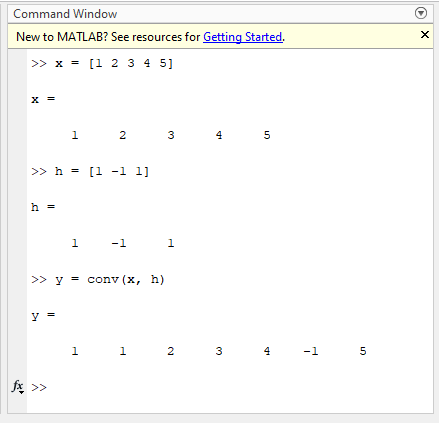 Command Window
New to MATLAB? See resources for Getting Started.
>> x = [1 2 3 4 5]
x =
1 2 3 4 5
>> h = [1 -1 1]
h =
1 -1 1
>> y = conv(x, h)
y =
1 1 2 3 4 -1 5
fx >>